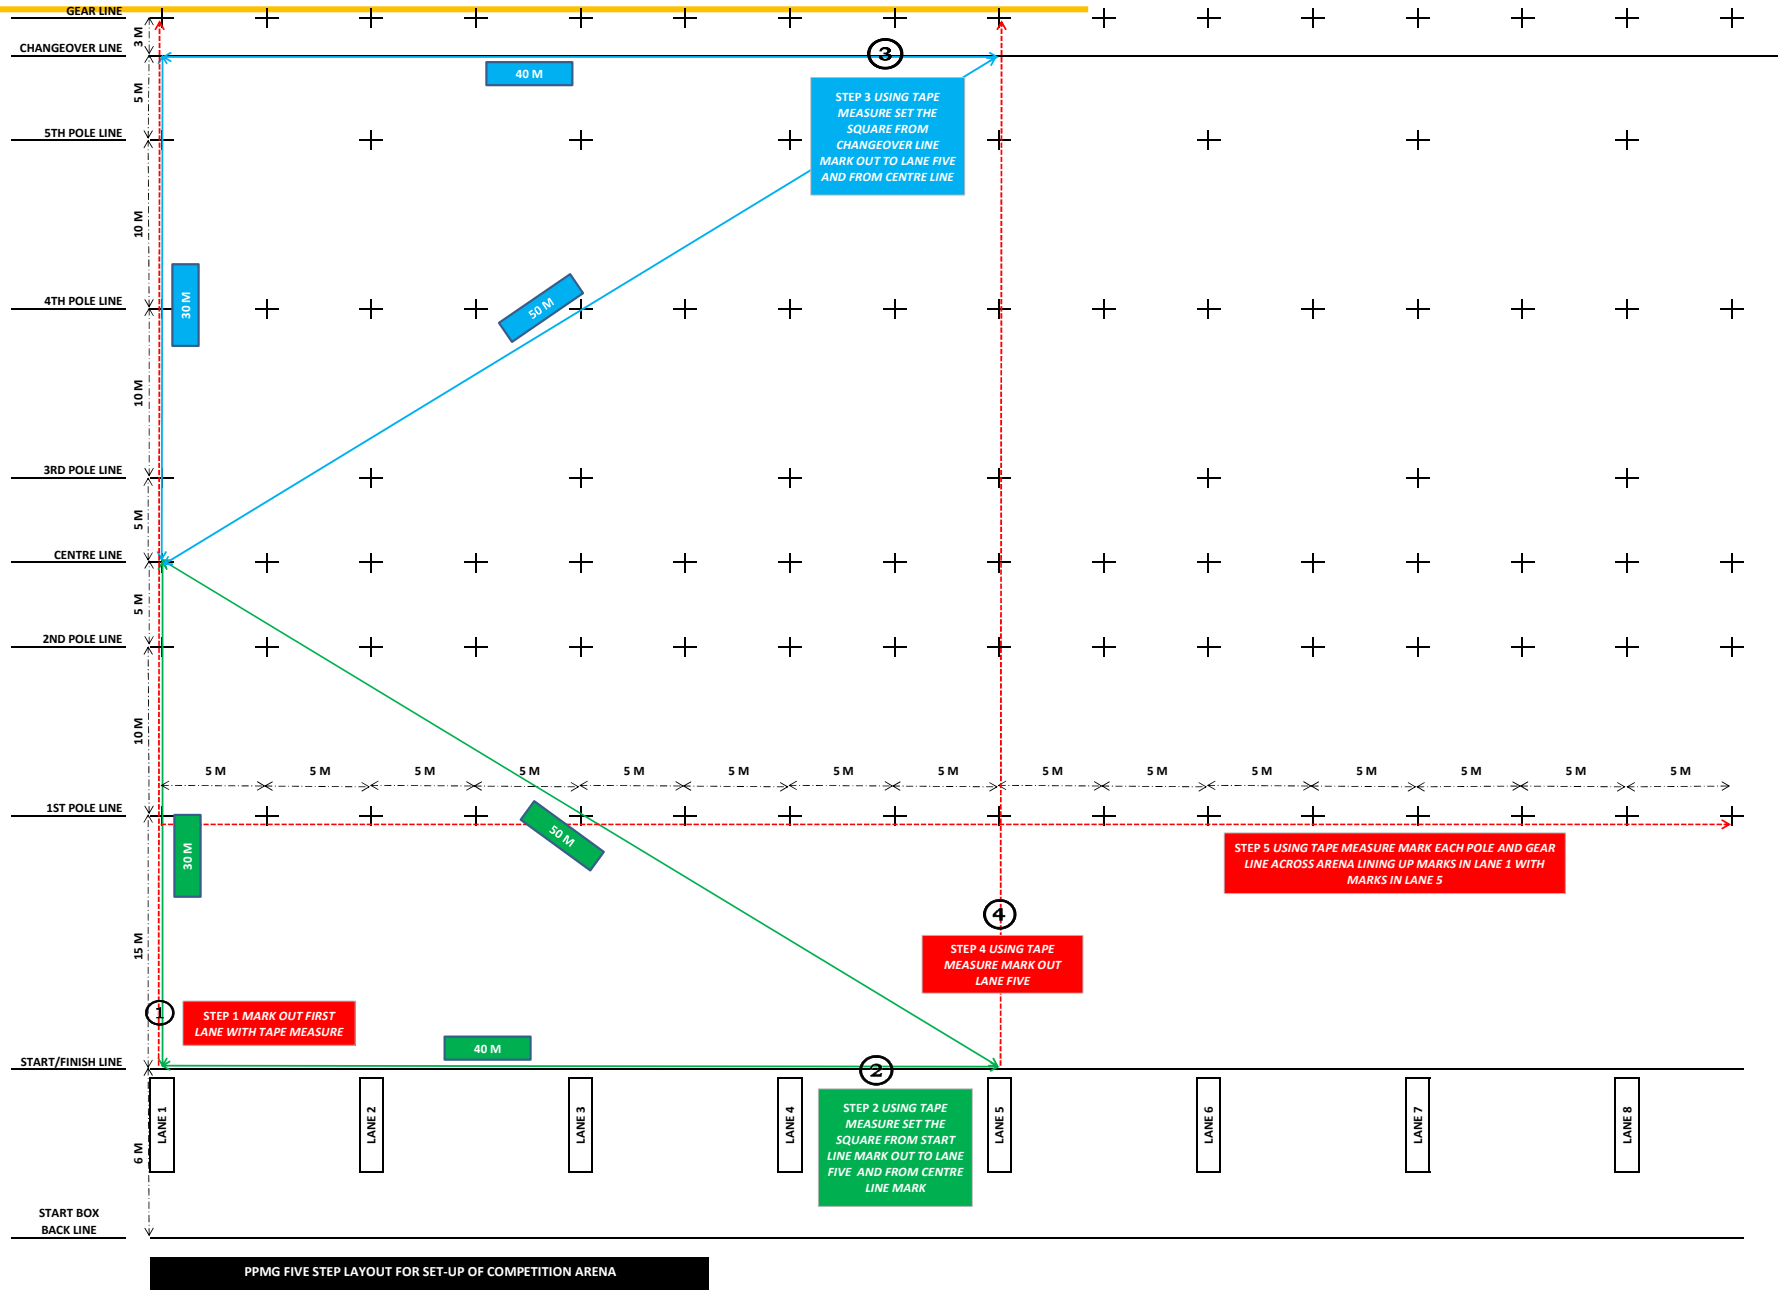 GEAR LINE
3 M
CHANGEOVER LINE
3
40 M
5 M
STEP 3 USING TAPE
MEASURE SET THE
SQUARE FROM
CHANGEOVER LINE
MARK OUT TO LANE FIVE
AND FROM CENTRE LINE
5TH POLE LINE
10 M
30 M
50 M
4TH POLE LINE
10 M
3RD POLE LINE
5 M
CENTRE LINE
5 M
2ND POLE LINE
10 M
5 M 5 M 5 M 5 M 5 M 5 M 5 M 5 M 5 M 5 M 5 M 5 M 5 M 5 M 5 M
1ST POLE LINE
30 M
50 M
STEP 5 USING TAPE MEASURE MARK EACH POLE AND GEAR
LINE ACROSS ARENA LINING UP MARKS IN LANE 1 WITH
MARKS IN LANE 5
15 M
4
STEP 4 USING TAPE
MEASURE MARK OUT
LANE FIVE
1
STEP 1 MARK OUT FIRST
LANE WITH TAPE MEASURE
40 M
START/FINISH LINE
2
STEP 2 USING TAPE
MEASURE SET THE
SQUARE FROM START
LINE MARK OUT TO LANE
FIVE AND FROM CENTRE
LINE MARK
6 M
LANE 1
LANE 2
LANE 3
LANE 4
LANE 5
LANE 6
LANE 7
LANE 8
START BOX
BACK LINE
PPMG FIVE STEP LAYOUT FOR SET-UP OF COMPETITION ARENA